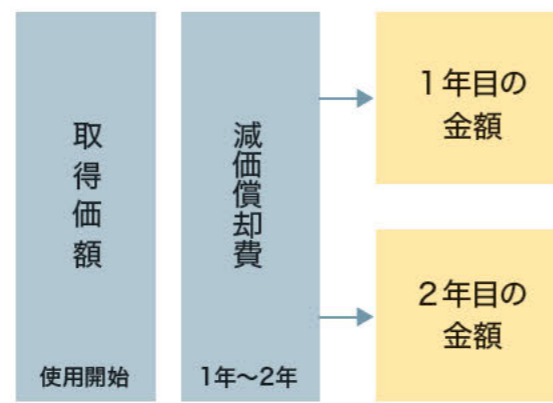 取得価額
使用開始
減価償却費
1年～2年
1年目の
金額
2年目の
金額